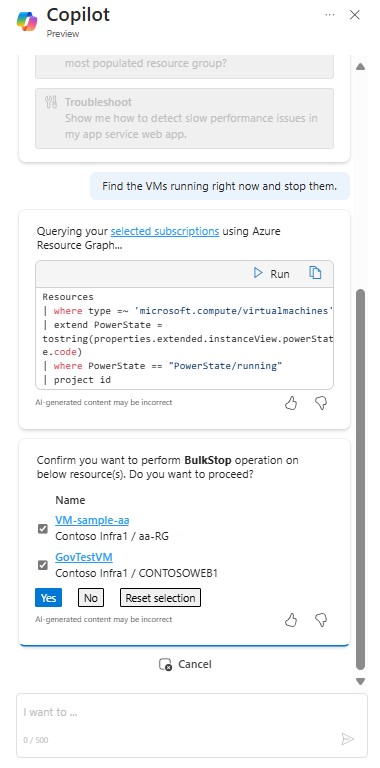 Copilot
Preview
most populated resource group?
Troubleshoot
Show me how to detect slow performance issues in
my app service web app.
Find the VMs running right now and stop them.
Querying your selected subscriptions using Azure
Resource Graph...
Run
Resources
| where type =~ 'microsoft.compute/virtualmachines'
| extend PowerState =
tostring(properties.extended.instanceView.powerStat
e.code)
| where PowerState == "PowerState/running"
| project id
AI-generated content may be incorrect
Confirm you want to perform BulkStop operation on
below resource(s). Do you want to proceed?
Name
VM-sample-aa
Contoso Infra1 / aa-RG
GovTestVM
Contoso Infra1 / CONTOSOWEB1
Yes No Reset selection
AI-generated content may be incorrect
Cancel
I want to ...
0 / 500